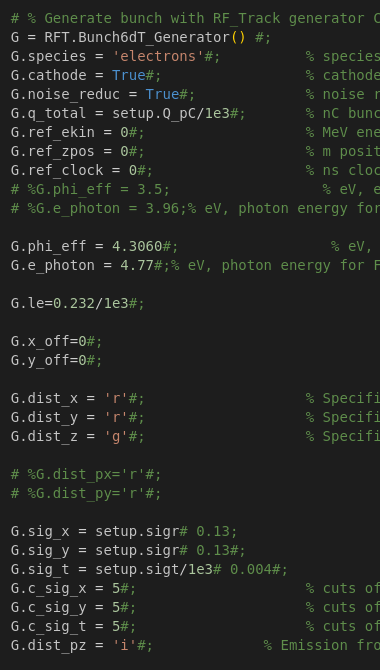 # % Generate bunch with RF_Track generator
G = RFT.Bunch6dT_Generator() #;
G.species = 'electrons'#; % species
G.cathode = True#; % cathode
G.noise_reduc = True#; % noise
G.q_total = setup.Q_pC/1e3#; % nC bunc
G.ref_ekin = 0#; % MeV ene
G.ref_zpos = 0#; % m posit
G.ref_clock = 0#; % ns cloc
# %G.phi_eff = 3.5; % eV, e
# %G.e_photon = 3.96;% eV, photon energy for
G.phi_eff = 4.3060#; % eV,
G.e_photon = 4.77#;% eV, photon energy for F
G.le=0.232/1e3#;
G.x_off=0#;
G.y_off=0#;
G.dist_x = 'r'#; % Specifi
G.dist_y = 'r'#; % Specifi
G.dist_z = 'g'#; % Specifi
# %G.dist_px='r'#;
# %G.dist_py='r'#;
G.sig_x = setup.sigr# 0.13;
G.sig_y = setup.sigr# 0.13#;
G.sig_t = setup.sigt/1e3# 0.004#;
G.c_sig_x = 5#; % cuts of
G.c_sig_y = 5#; % cuts of
G.c_sig_t = 5#; % cuts of
G.dist_pz = 'i'#; % Emission fro